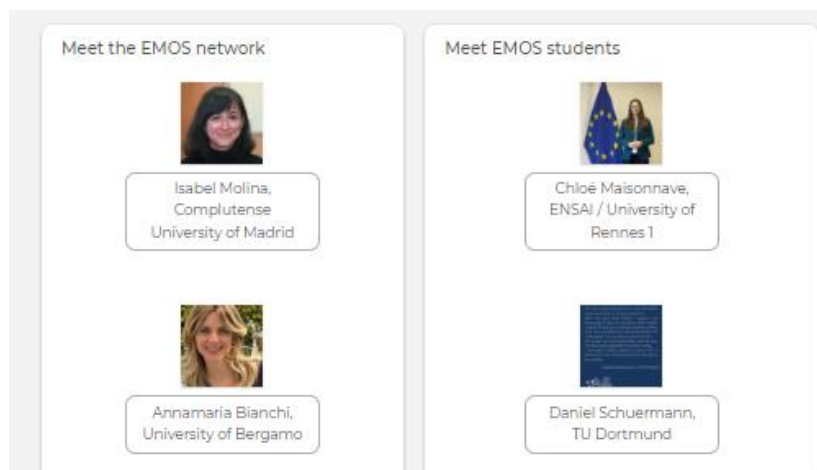 Meet the EMOS network
Isabel Molina,
Complutense
University of Madrid
Annamaria Bianchi,
University of Bergamo
Meet EMOS students
Chloé Maisonnave,
ENSAI / University of
Rennes 1
Daniel Schuermann,
TU Dortmund